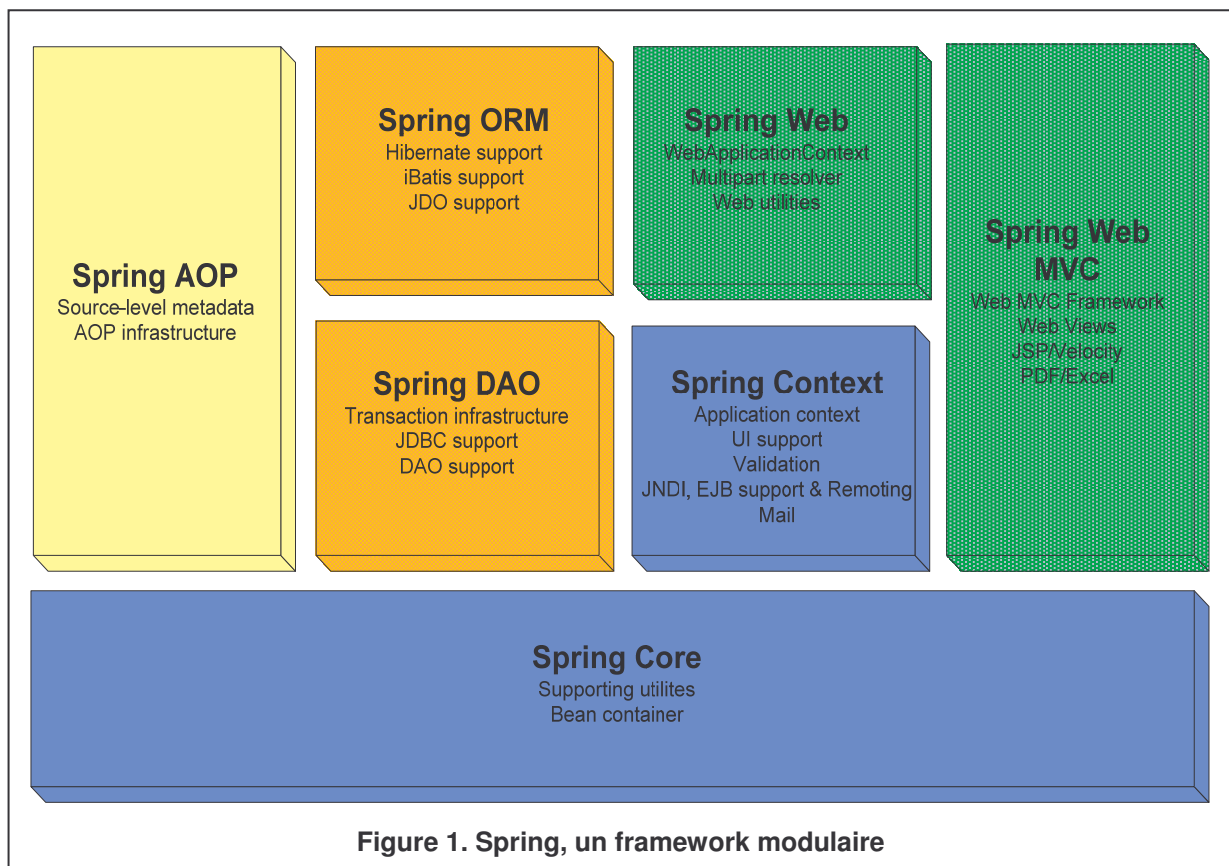 Spring AOP
Source-level metadata
AOP infrastructure
Spring ORM
Hibernate support
iBatis support
JDO support
Spring DAO
Transaction infrastructure
JDBC support
DAO support
Spring Web
WebApplicationContext
Multipart resolver
Web utilities
Spring Context
Application context
UI support
Validation
JNDI, EJB support & Remoting
Mail
Spring Web
MVC
Web MVC Framework
Web Views
JSP/Velocity
PDF/Excel
Spring Core
Supporting utilites
Bean container
Figure 1. Spring, un framework modulaire